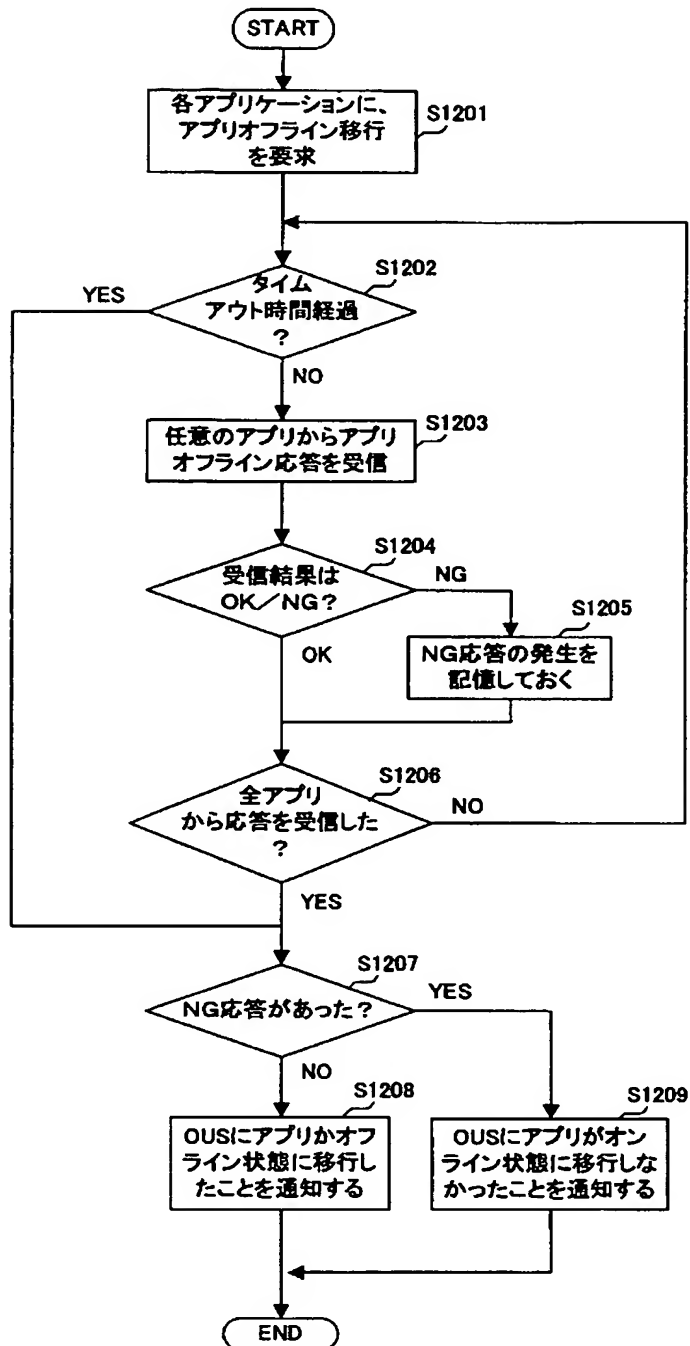 START
各アプリケーションに、
アプリオフライン移行
を要求
S1201
タイム
アウト時間経過
?
S1202
YES
NO
任意のアプリからアプリ
オフライン応答を受信
S1203
受信結果は
OK/NG?
S1204
NG
OK
NG応答の発生を
記憶しておく
S1205
全アプリ
から応答を受信した
?
S1206
NO
YES
NG応答があった?
S1207
YES
NO
OUSにアプリかオフ
ライン状態に移行し
たことを通知する
S1208
OUSにアプリがオン
ライン状態に移行しな
かったことを通知する
S1209
END